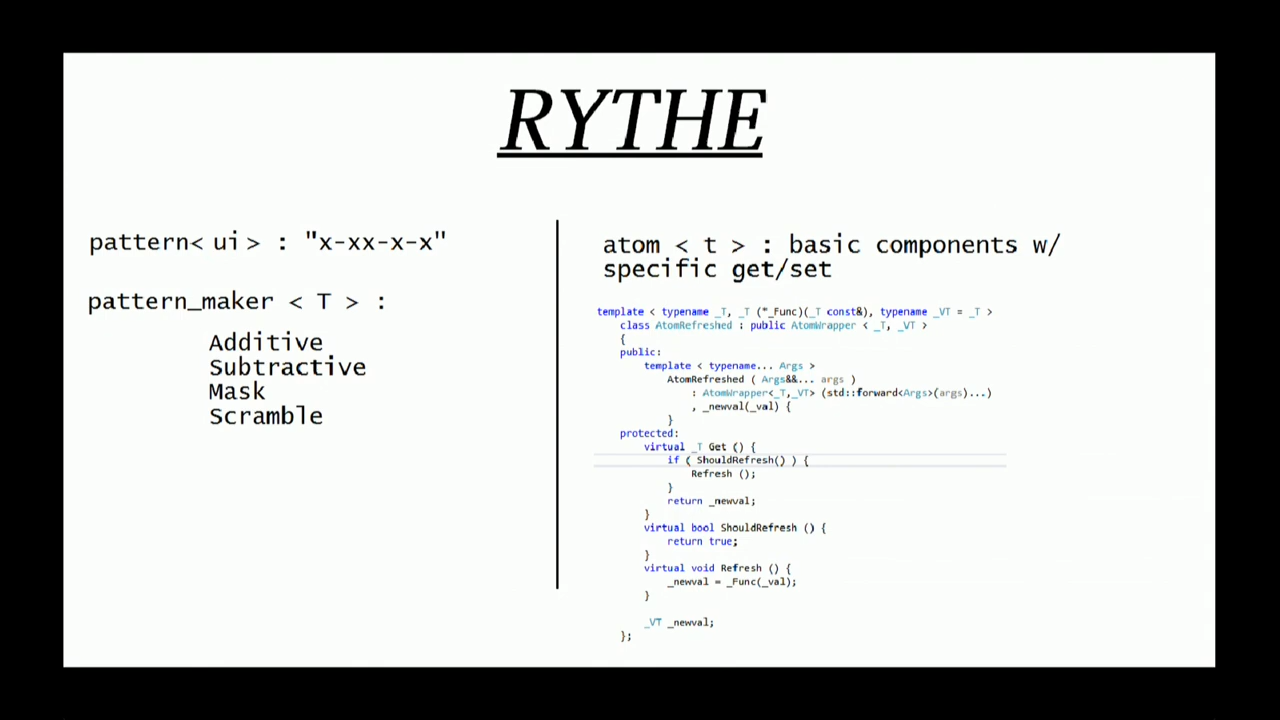 RYTHE
pattern< ui > : "x-xx-x-x"
pattern_maker < T > :
Additive
Subtractive
Mask
Scramble
atom < t > : basic components w/
specific get/set
template < typename _T, _T (*_Func)(_T const&), typename _VT = _T >
class AtomRefreshed : public AtomWrapper < _T, _VT >
{
public:
template < typename... Args >
AtomRefreshed ( Args&&... args )
: AtomWrapper<_T,_VT> (std::forward<Args>(args)...)
, _newval(_val) {
}
protected:
virtual _T Get () {
if ( ShouldRefresh() ) {
Refresh ();
}
return _newval;
}
virtual bool ShouldRefresh () {
return true;
}
virtual void Refresh () {
_newval = _Func(_val);
}
_VT _newval;
};